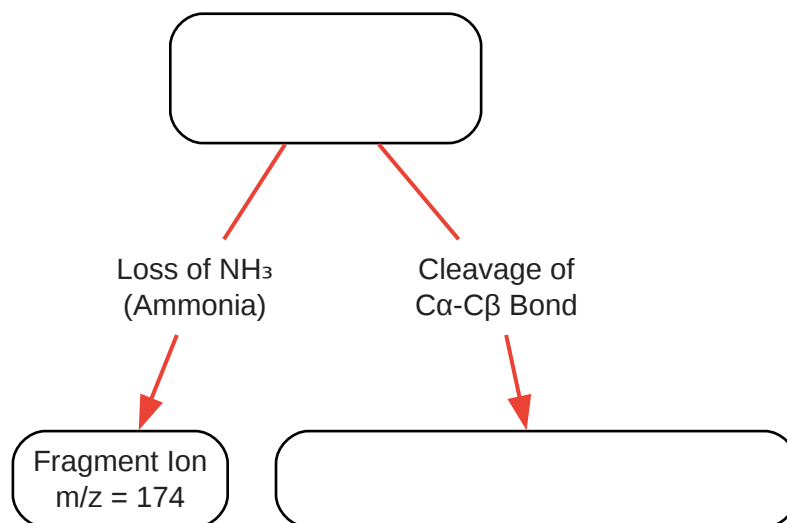 Loss of NH₃
(Ammonia)
Cleavage of
Cα-Cβ Bond
Fragment Ion
m/z = 174